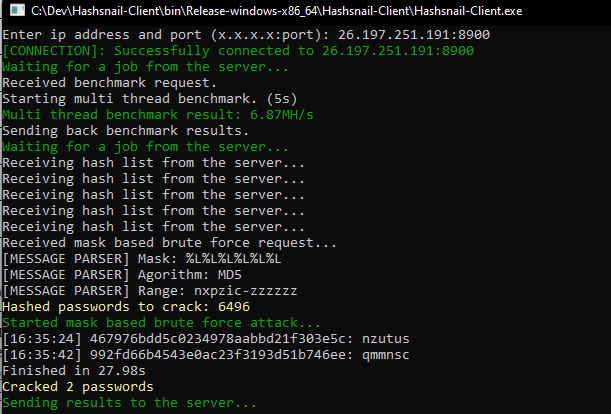 C:\Dev\Hashsnail-Client\bin\Release-windows-x86_64\Hashsnail-Client\Hashsnail-Client.exe
Enter ip address and port (x.x.x.x:port): 26.197.251.191:8900
[CONNECTION]: Successfully connected to 26.197.251.191:8900
Waiting for a job from the server...
Received benchmark request.
Starting multi thread benchmark. (5s)
Multi thread benchmark result: 6.87MH/s
Sending back benchmark results.
Waiting for a job from the server...
Receiving hash list from the server...
Receiving hash list from the server...
Receiving hash list from the server...
Receiving hash list from the server...
Receiving hash list from the server...
Received mask based brute force request...
[MESSAGE PARSER] Mask: %L%L%L%L%L%L
[MESSAGE PARSER] Agorithm: MD5
[MESSAGE PARSER] Range: nxpzic-zzzzzz
Hashed passwords to crack: 6496
Started mask based brute force attack...
[16:35:24] 467976bdd5c0234978aabbd21f303e5c: nzutus
[16:35:42] 992fd66b4543e0ac23f3193d51b746ee: qmmnsc
Finished in 27.98s
Cracked 2 passwords
Sending results to the server...